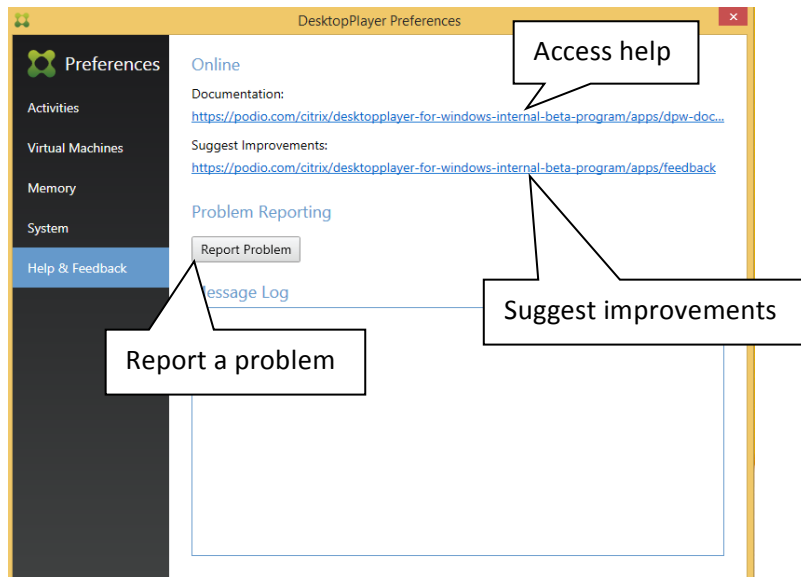 DesktopPlayer Preferences
Preferences
Activities
Virtual Machines
Memory
System
Help & Feedback
Online
Access help
Documentation:
https://podio.com/citrix/desktopplayer-for-windows-internal-beta-program/apps/dpw-doc...
Suggest Improvements:
https://podio.com/citrix/desktopplayer-for-windows-internal-beta-program/apps/feedback
Problem Reporting
Report Problem
Message Log
Suggest improvements
Report a problem